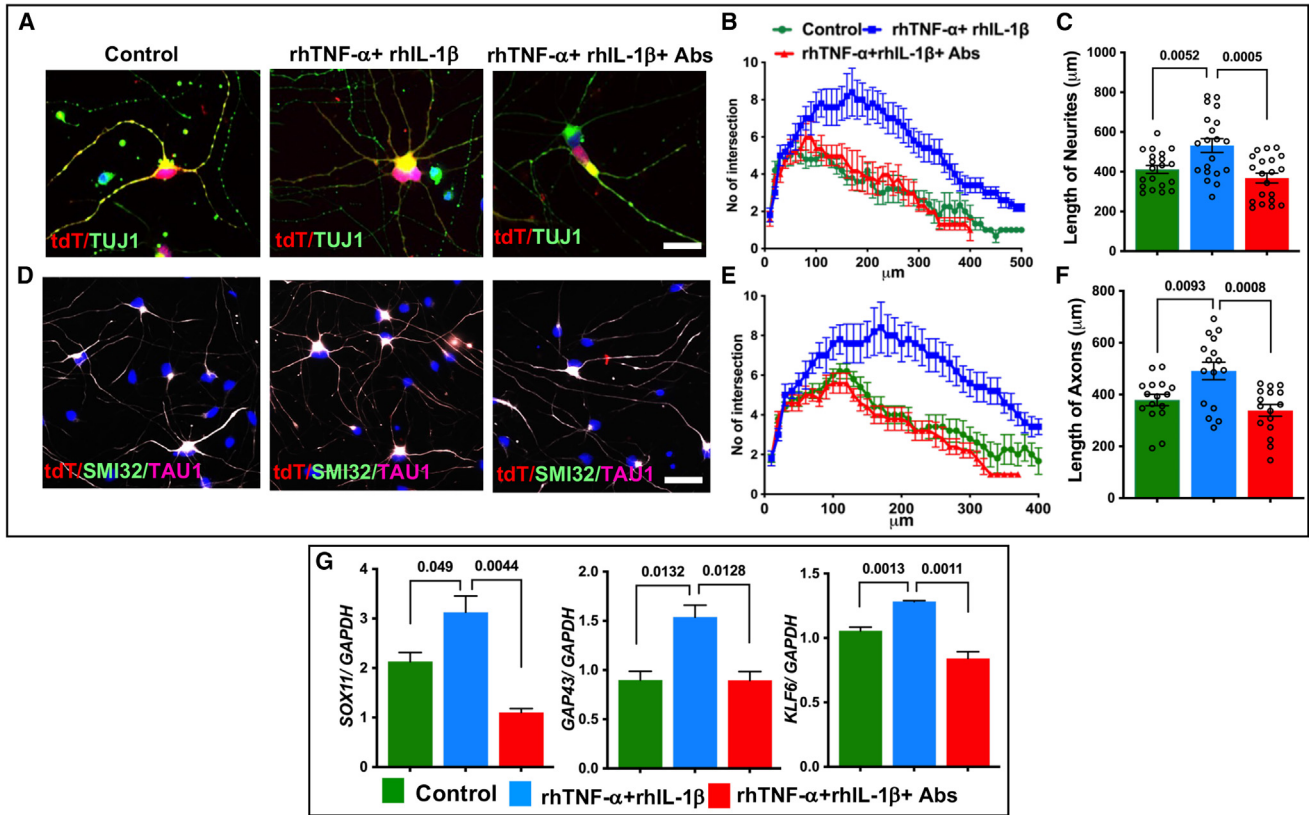 A
Control
rhTNF-α+ rhIL-1β
rhTNF-α+ rhIL-1β+ Abs
tdT/TUJ1
tdT/TUJ1
tdT/TUJ1
B
Control
rhTNF-α+ rhIL-1β
rhTNF-α+rhIL-1β+ Abs
No of intersection
10
8
6
4
2
0
0 100 200 300 400 500
μm
C
0.0052
0.0005
Length of Neurites (μm)
1000
800
600
400
200
0
D
tdT/SMI32/TAU1
tdT/SMI32/TAU1
tdT/SMI32/TAU1
E
No of intersection
10
8
6
4
2
0
0 100 200 300 400
μm
F
0.0093
0.0008
Length of Axons (μm)
800
600
400
200
0
G
0.049
0.0044
SOX11/ GAPDH
4
3
2
1
0
0.0132
0.0128
GAP43/ GAPDH
2.0
1.5
1.0
0.5
0.0
0.0013
0.0011
KLF6/ GAPDH
1.5
1.0
0.5
0.0
Control
rhTNF-α+rhIL-1β
rhTNF-α+rhIL-1β+ Abs